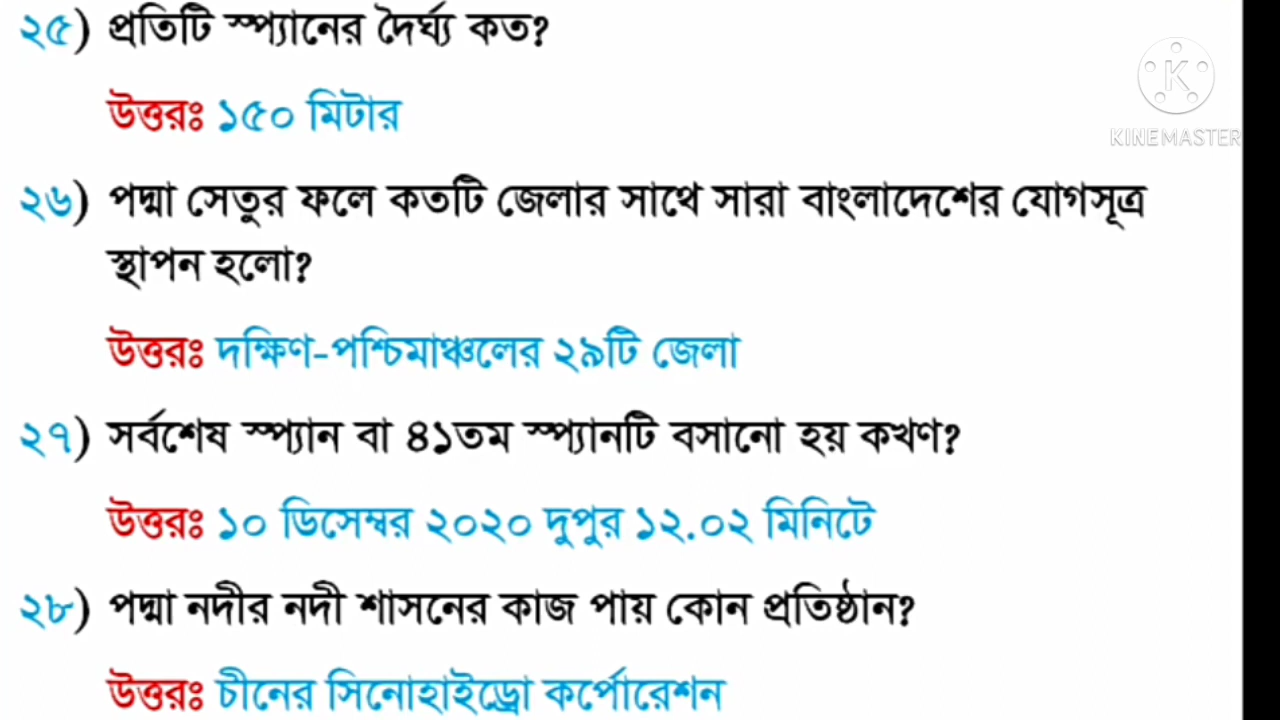 ২৫) প্রতিটি স্প্যানের দৈর্ঘ্য কত?
উত্তরঃ ১৫০ মিটার
KINEMASTER
২৬) পদ্মা সেতুর ফলে কতটি জেলার সাথে সারা বাংলাদেশের যোগসূত্র
স্থাপন হলো?
উত্তরঃ দক্ষিণ-পশ্চিমাঞ্চলের ২৯টি জেলা
২৭) সর্বশেষ স্প্যান বা ৪১তম স্প্যানটি বসানো হয় কখণ?
উত্তরঃ ১০ ডিসেম্বর ২০২০ দুপুর ১২.০২ মিনিটে
২৮) পদ্মা নদীর নদী শাসনের কাজ পায় কোন প্রতিষ্ঠান?
উত্তরঃ চীনের সিনোহাইড্রো কর্পোরেশন